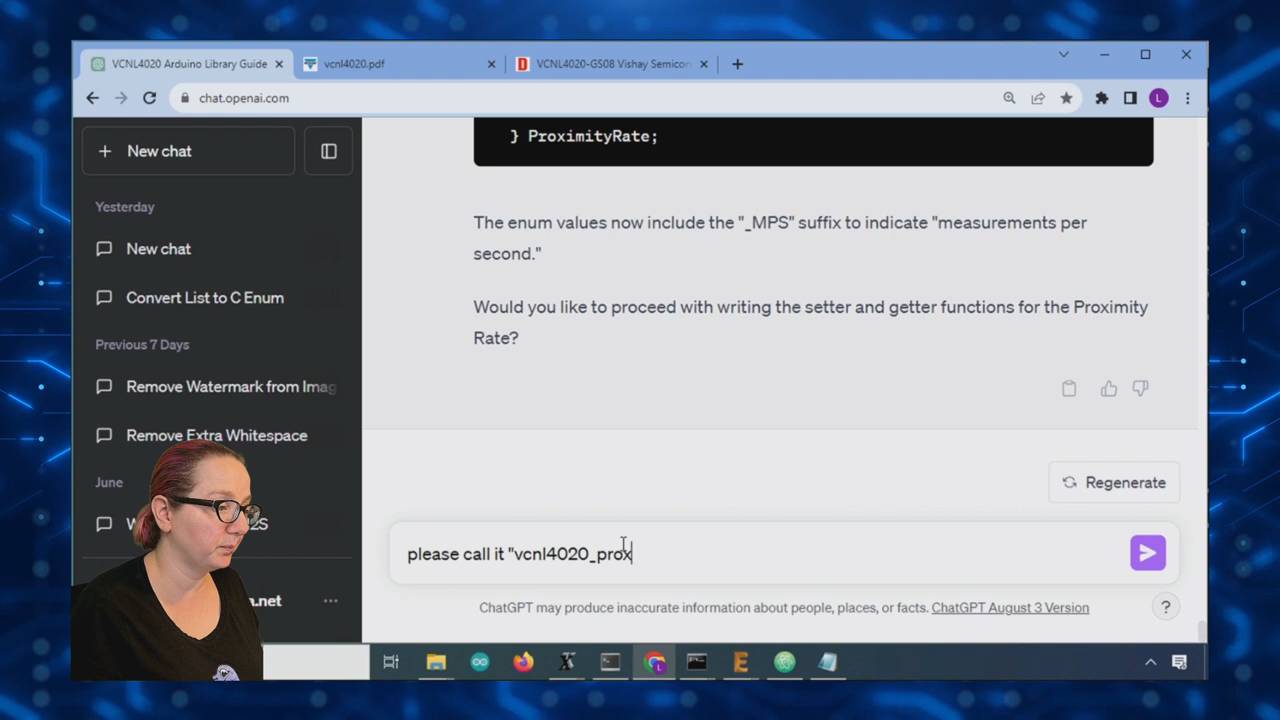 VCNL4020 Arduino Library Guide
vcnl4020.pdf
VCNL4020-GS08 Vishay Semicon
chat.openai.com
L
New chat
} ProximityRate;
Yesterday
The enum values now include the "_MPS" suffix to indicate "measurements per
second."
New chat
Convert List to C Enum
Would you like to proceed with writing the setter and getter functions for the Proximity
Rate?
Previous 7 Days
Remove Watermark from Imag
Remove Extra Whitespace
June
2S
Regenerate
please call it "vcnl4020_prox
.net
ChatGPT may produce inaccurate information about people, places, or facts. ChatGPT August 3 Version
?